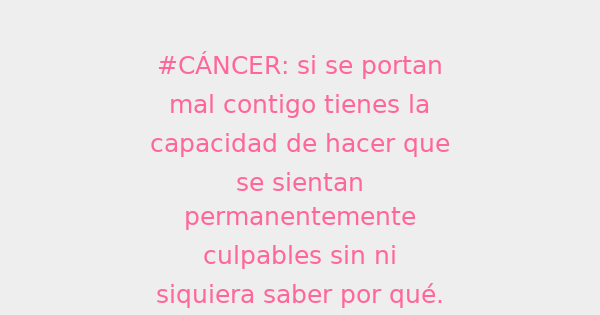 #CÁNCER: si se portan
mal contigo tienes la
capacidad de hacer que
se sientan
permanentemente
culpables sin ni
siquiera saber por qué.